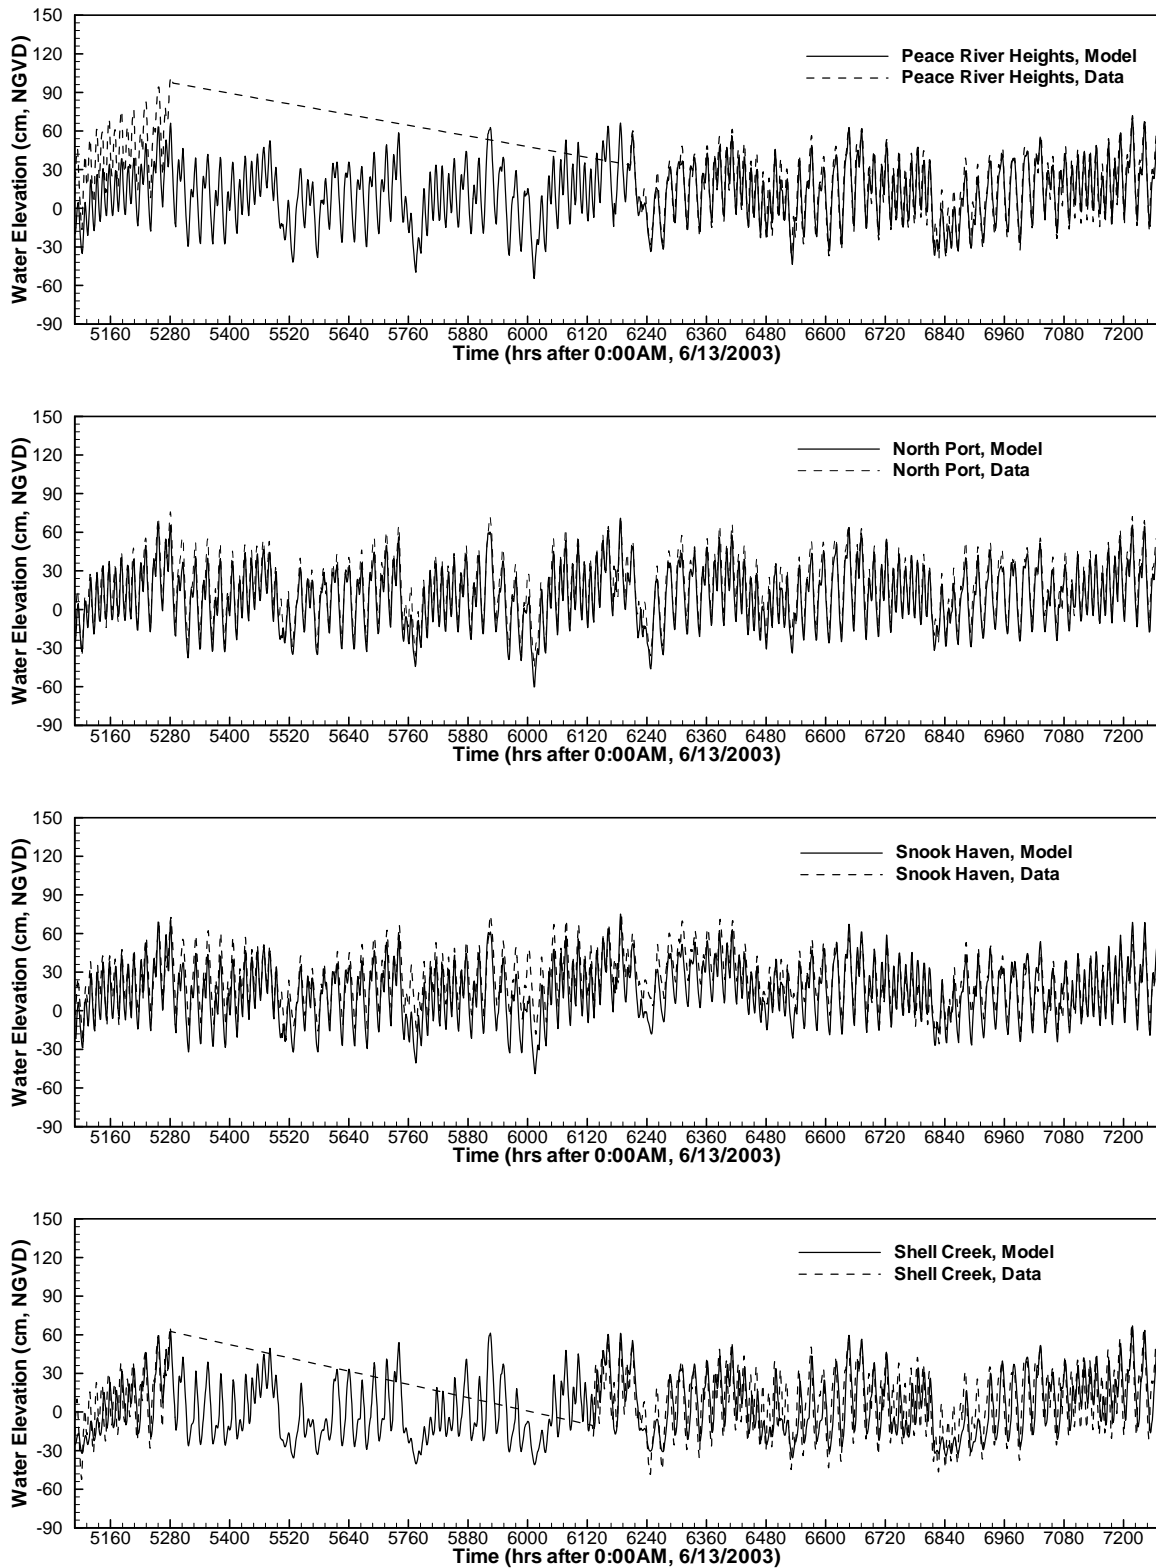 150
120
90
60
30
0
-30
-60
-90
Water Elevation (cm, NGVD)
Peace River Heights, Model
Peace River Heights, Data
5160 5280 5400 5520 5640 5760 5880 6000 6120 6240 6360 6480 6600 6720 6840 6960 7080 7200
Time (hrs after 0:00AM, 6/13/2003)
150
120
90
60
30
0
-30
-60
-90
Water Elevation (cm, NGVD)
North Port, Model
North Port, Data
5160 5280 5400 5520 5640 5760 5880 6000 6120 6240 6360 6480 6600 6720 6840 6960 7080 7200
Time (hrs after 0:00AM, 6/13/2003)
150
120
90
60
30
0
-30
-60
-90
Water Elevation (cm, NGVD)
Snook Haven, Model
Snook Haven, Data
5160 5280 5400 5520 5640 5760 5880 6000 6120 6240 6360 6480 6600 6720 6840 6960 7080 7200
Time (hrs after 0:00AM, 6/13/2003)
150
120
90
60
30
0
-30
-60
-90
Water Elevation (cm, NGVD)
Shell Creek, Model
Shell Creek, Data
5160 5280 5400 5520 5640 5760 5880 6000 6120 6240 6360 6480 6600 6720 6840 6960 7080 7200
Time (hrs after 0:00AM, 6/13/2003)